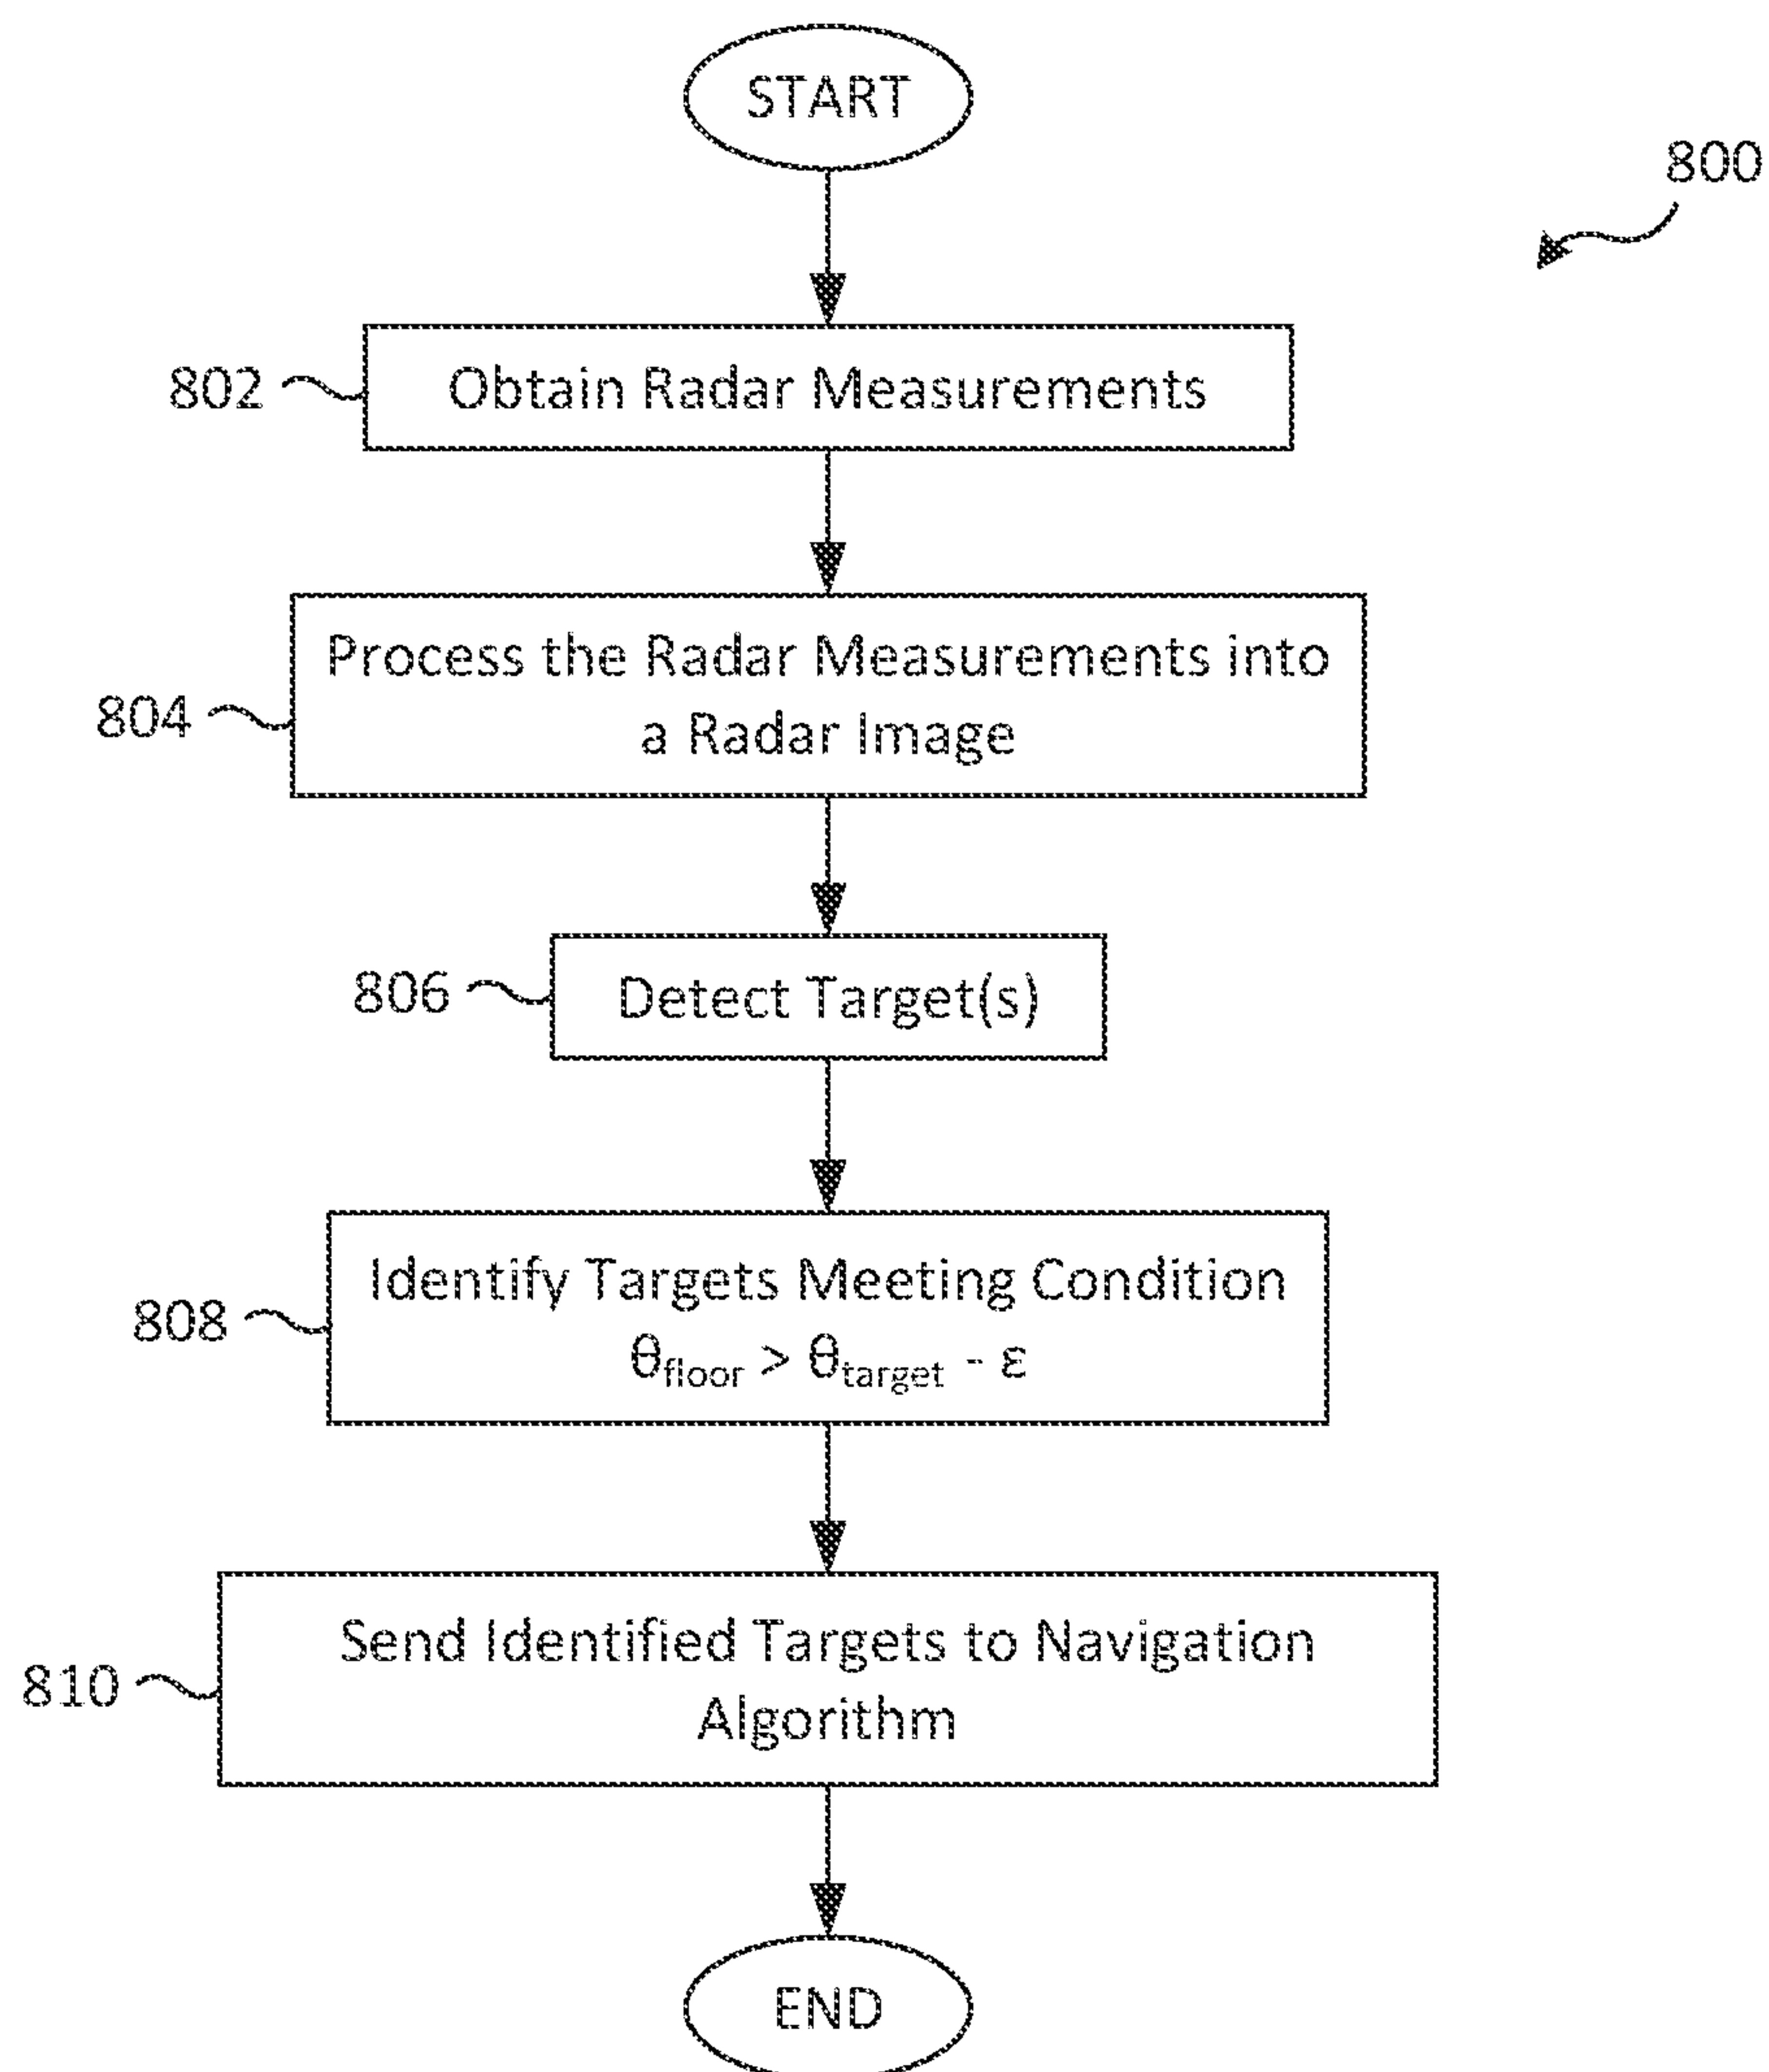 START
800
802
Obtain Radar Measurements
Process the Radar Measurements into
804
a Radar Image
806
Detect Target(s)
Identify Targets Meeting Condition
808
θfloor > θtarget - ε
Send Identified Targets to Navigation
810
Algorithm
END